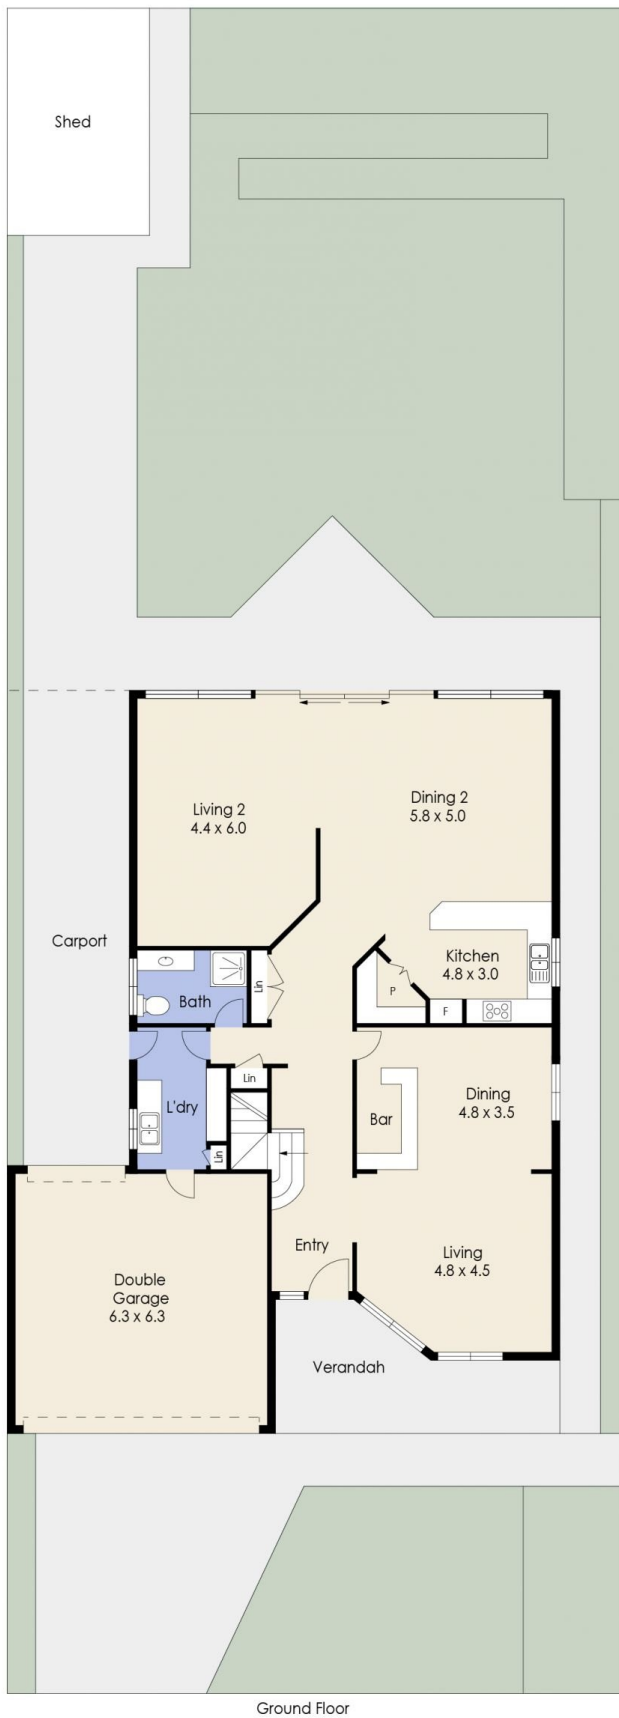 Shed
Living 2
4.4 x 6.0
Dining 2
5.8 x 5.0
Carport
Kitchen
4.8 x 3.0
Bath
Lin
P
F
Lin
L'dry
Bar
Dining
4.8 x 3.5
Lin
Entry
Living
4.8 x 4.5
Double
Garage
6.3 x 6.3
Verandah
Ground Floor